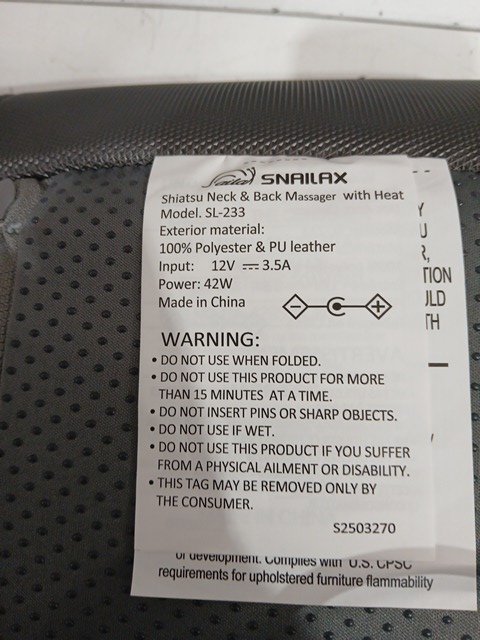 SNAILAX
Shiatsu Neck & Back Massager with Heat
Model. SL-233
Exterior material:
100% Polyester & PU leather
Input: 12V ⎓ 3.5A
Power: 42W
Made in China
WARNING:
• DO NOT USE WHEN FOLDED.
• DO NOT USE THIS PRODUCT FOR MORE
THAN 15 MINUTES AT A TIME.
• DO NOT INSERT PINS OR SHARP OBJECTS.
• DO NOT USE IF WET.
• DO NOT USE THIS PRODUCT IF YOU SUFFER
FROM A PHYSICAL AILMENT OR DISABILITY.
• THIS TAG MAY BE REMOVED ONLY BY
THE CONSUMER.
S2503270
Y
U
R,
TION
ULD
TH
or development. Complies with U.S. CPSC
requirements for upholstered furniture flammability